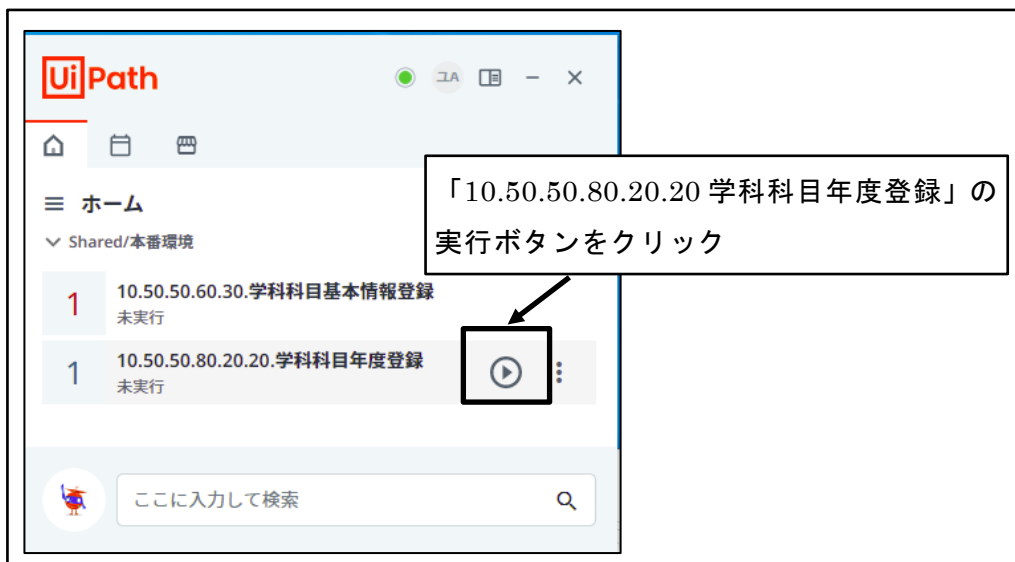 UiPath
ユA
ホーム
Shared/本番環境
「10.50.50.80.20.20 学科科目年度登録」の
実行ボタンをクリック
1
10.50.50.60.30.学科科目基本情報登録
未実行
1
10.50.50.80.20.20.学科科目年度登録
未実行
ここに入力して検索